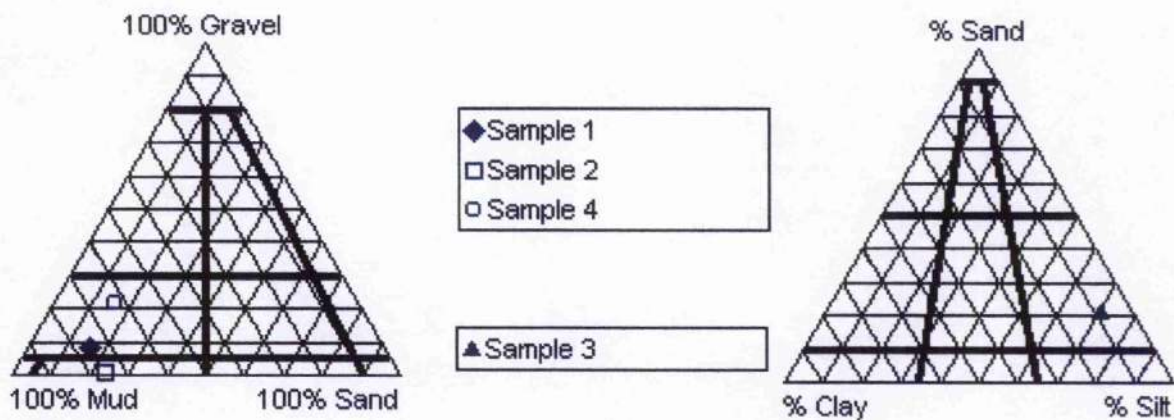 100% Gravel
% Sand
Sample 1
Sample 2
Sample 4
Sample 3
100% Mud
100% Sand
% Clay
% Silt